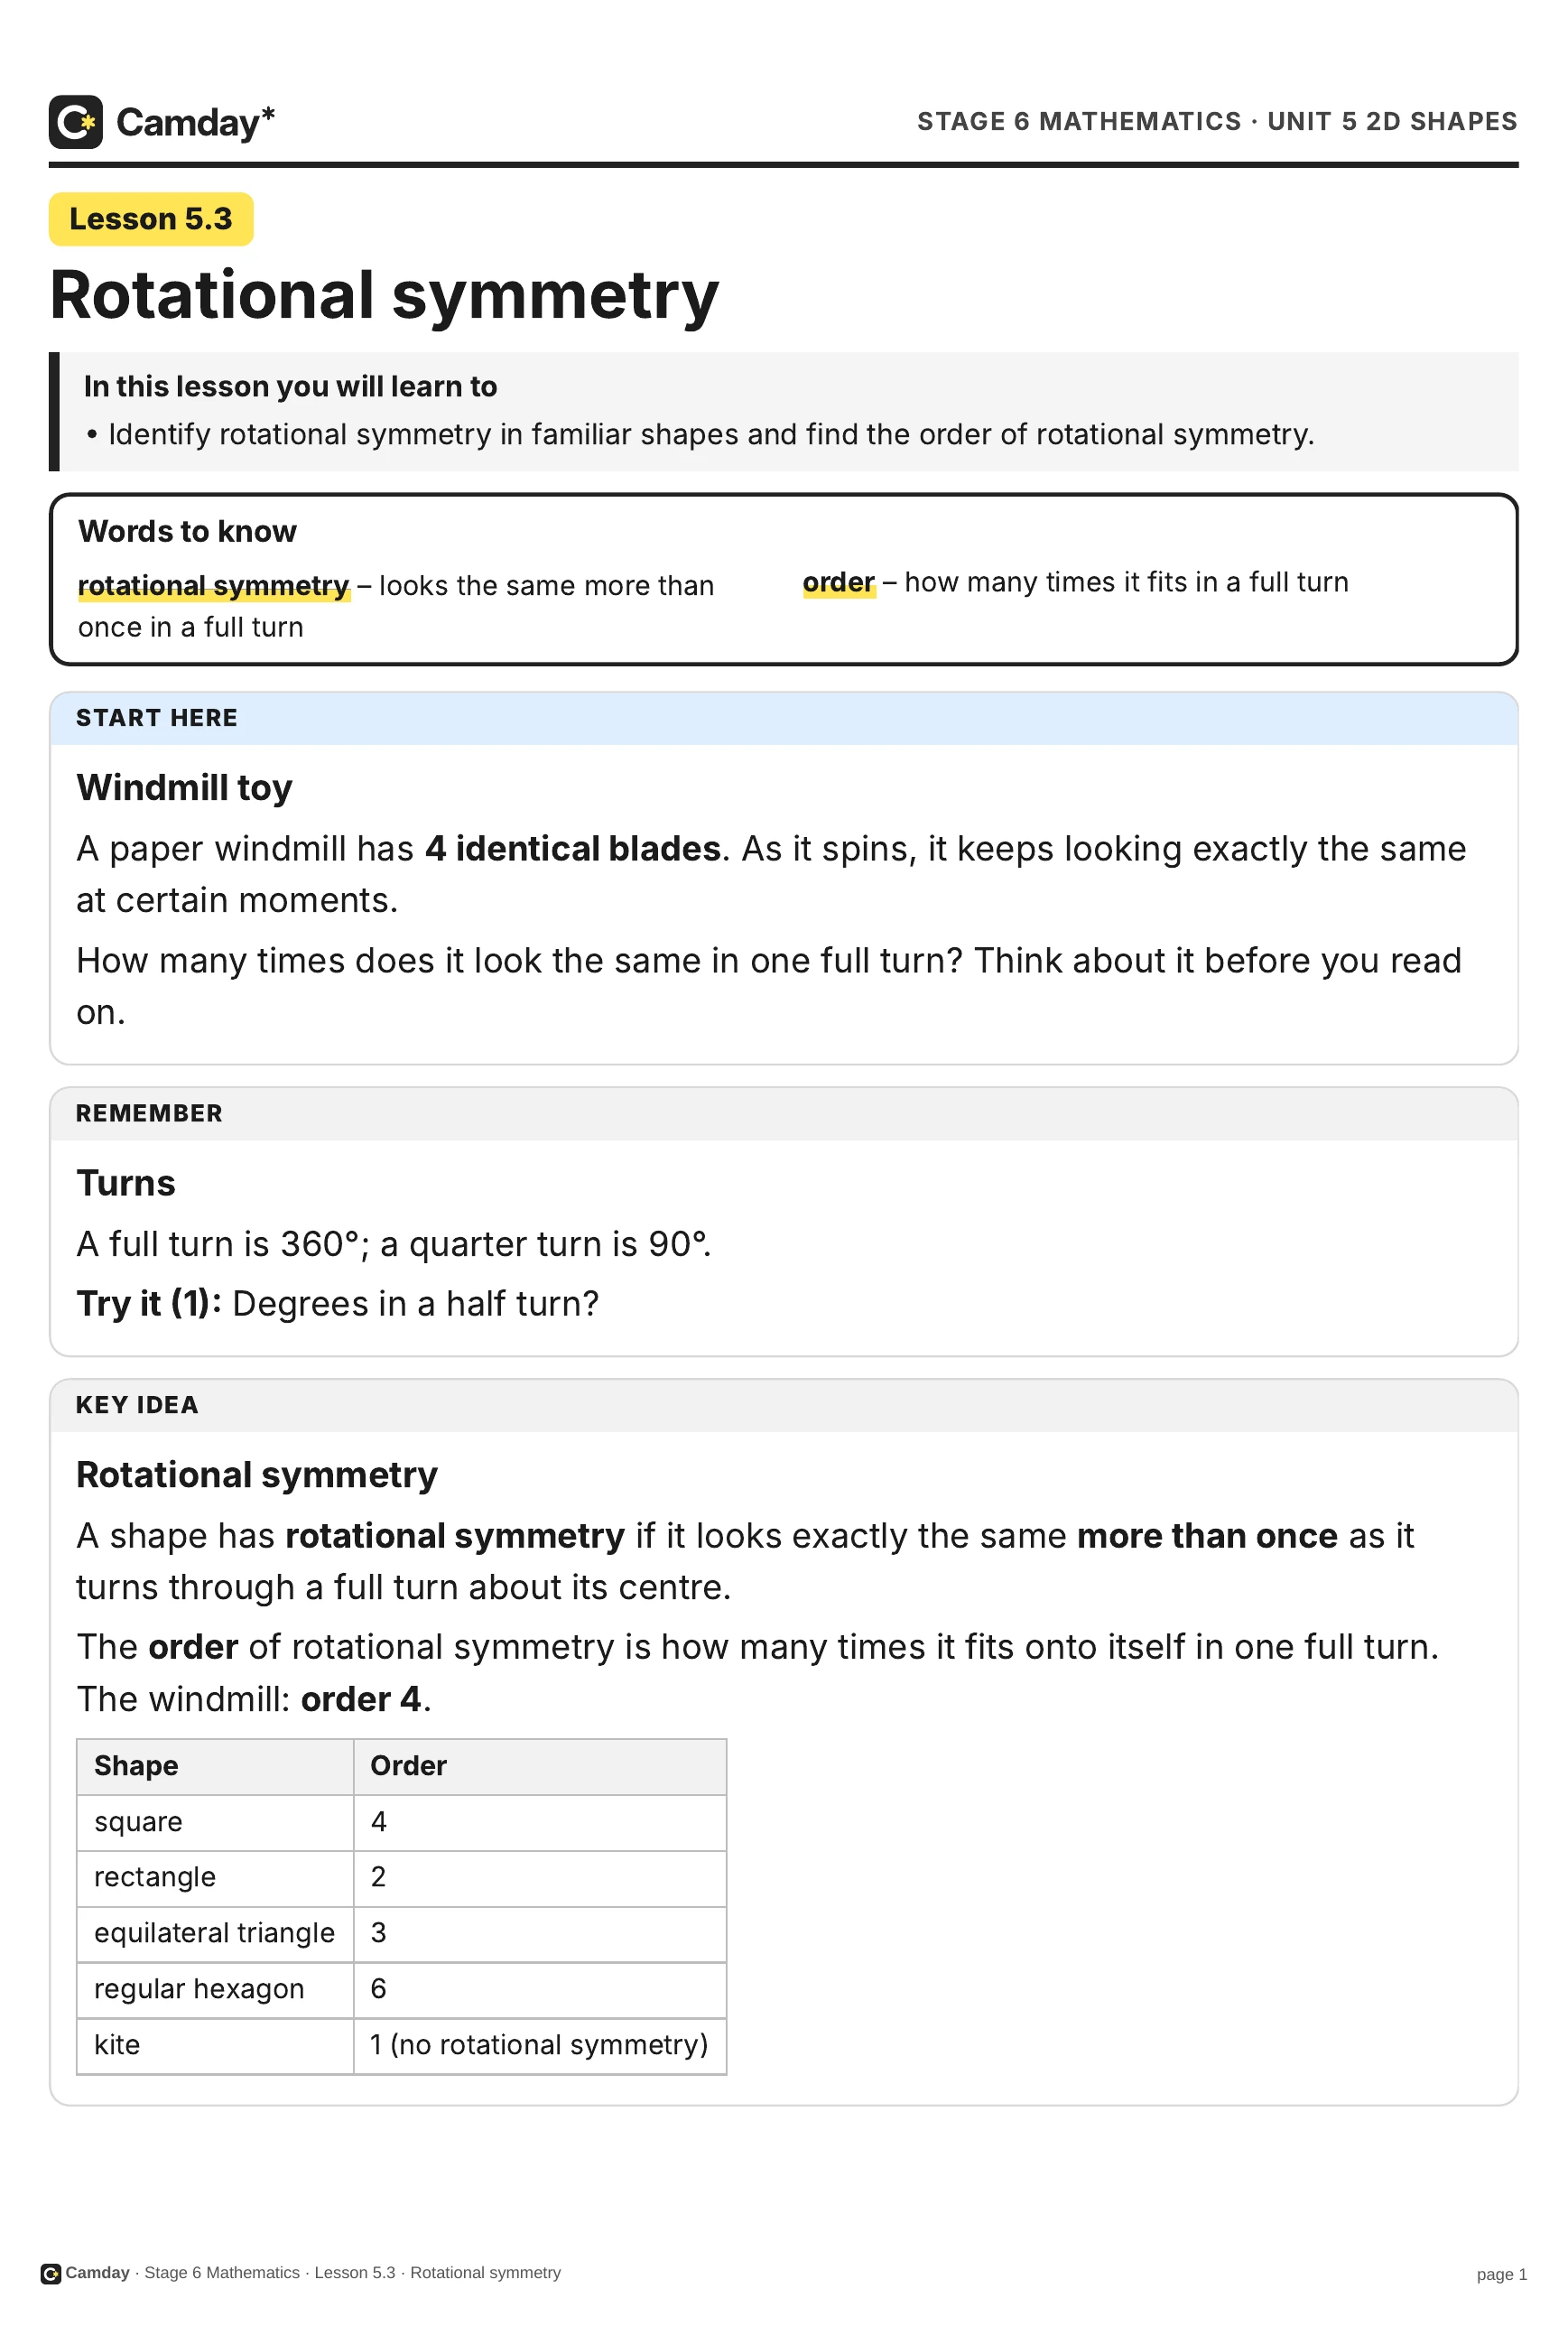 Camday*
STAGE 6 MATHEMATICS · UNIT 5 2D SHAPES
Lesson 5.3
Rotational symmetry
In this lesson you will learn to
• Identify rotational symmetry in familiar shapes and find the order of rotational symmetry.
Words to know
rotational symmetry – looks the same more than
once in a full turn
order – how many times it fits in a full turn
START HERE
Windmill toy
A paper windmill has 4 identical blades. As it spins, it keeps looking exactly the same
at certain moments.
How many times does it look the same in one full turn? Think about it before you read
on.
REMEMBER
Turns
A full turn is 360°; a quarter turn is 90°.
Try it (1): Degrees in a half turn?
KEY IDEA
Rotational symmetry
A shape has rotational symmetry if it looks exactly the same more than once as it
turns through a full turn about its centre.
The order of rotational symmetry is how many times it fits onto itself in one full turn.
The windmill: order 4.
Shape Order
square 4
rectangle 2
equilateral triangle 3
regular hexagon 6
kite 1 (no rotational symmetry)
Camday · Stage 6 Mathematics · Lesson 5.3 · Rotational symmetry
page 1